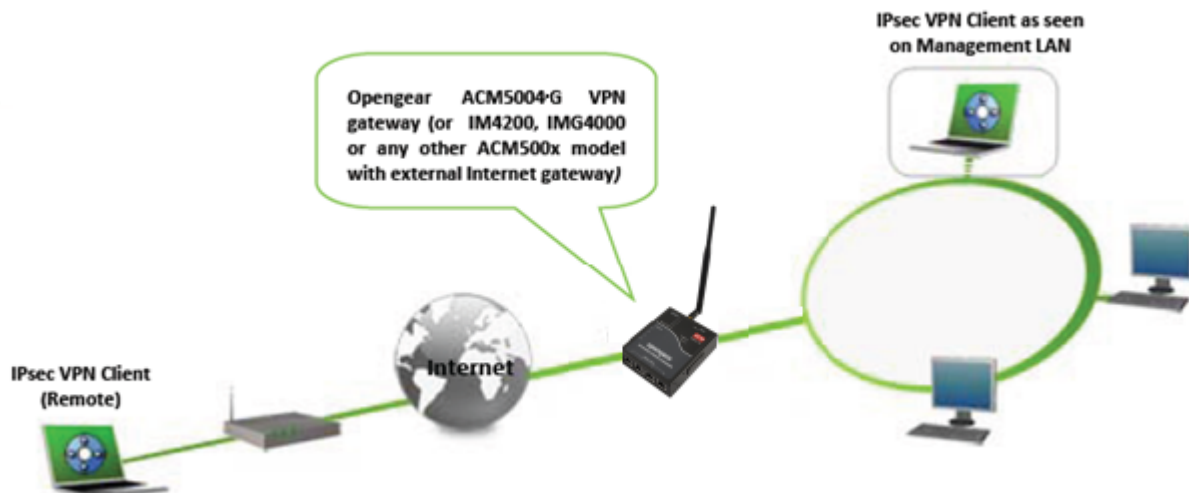 IPsec VPN Client as seen
on Management LAN
Opengear ACM5004-G VPN
gateway (or IM4200, IMG4000
or any other ACM500x model
with external Internet gateway)
Internet
IPsec VPN Client
(Remote)